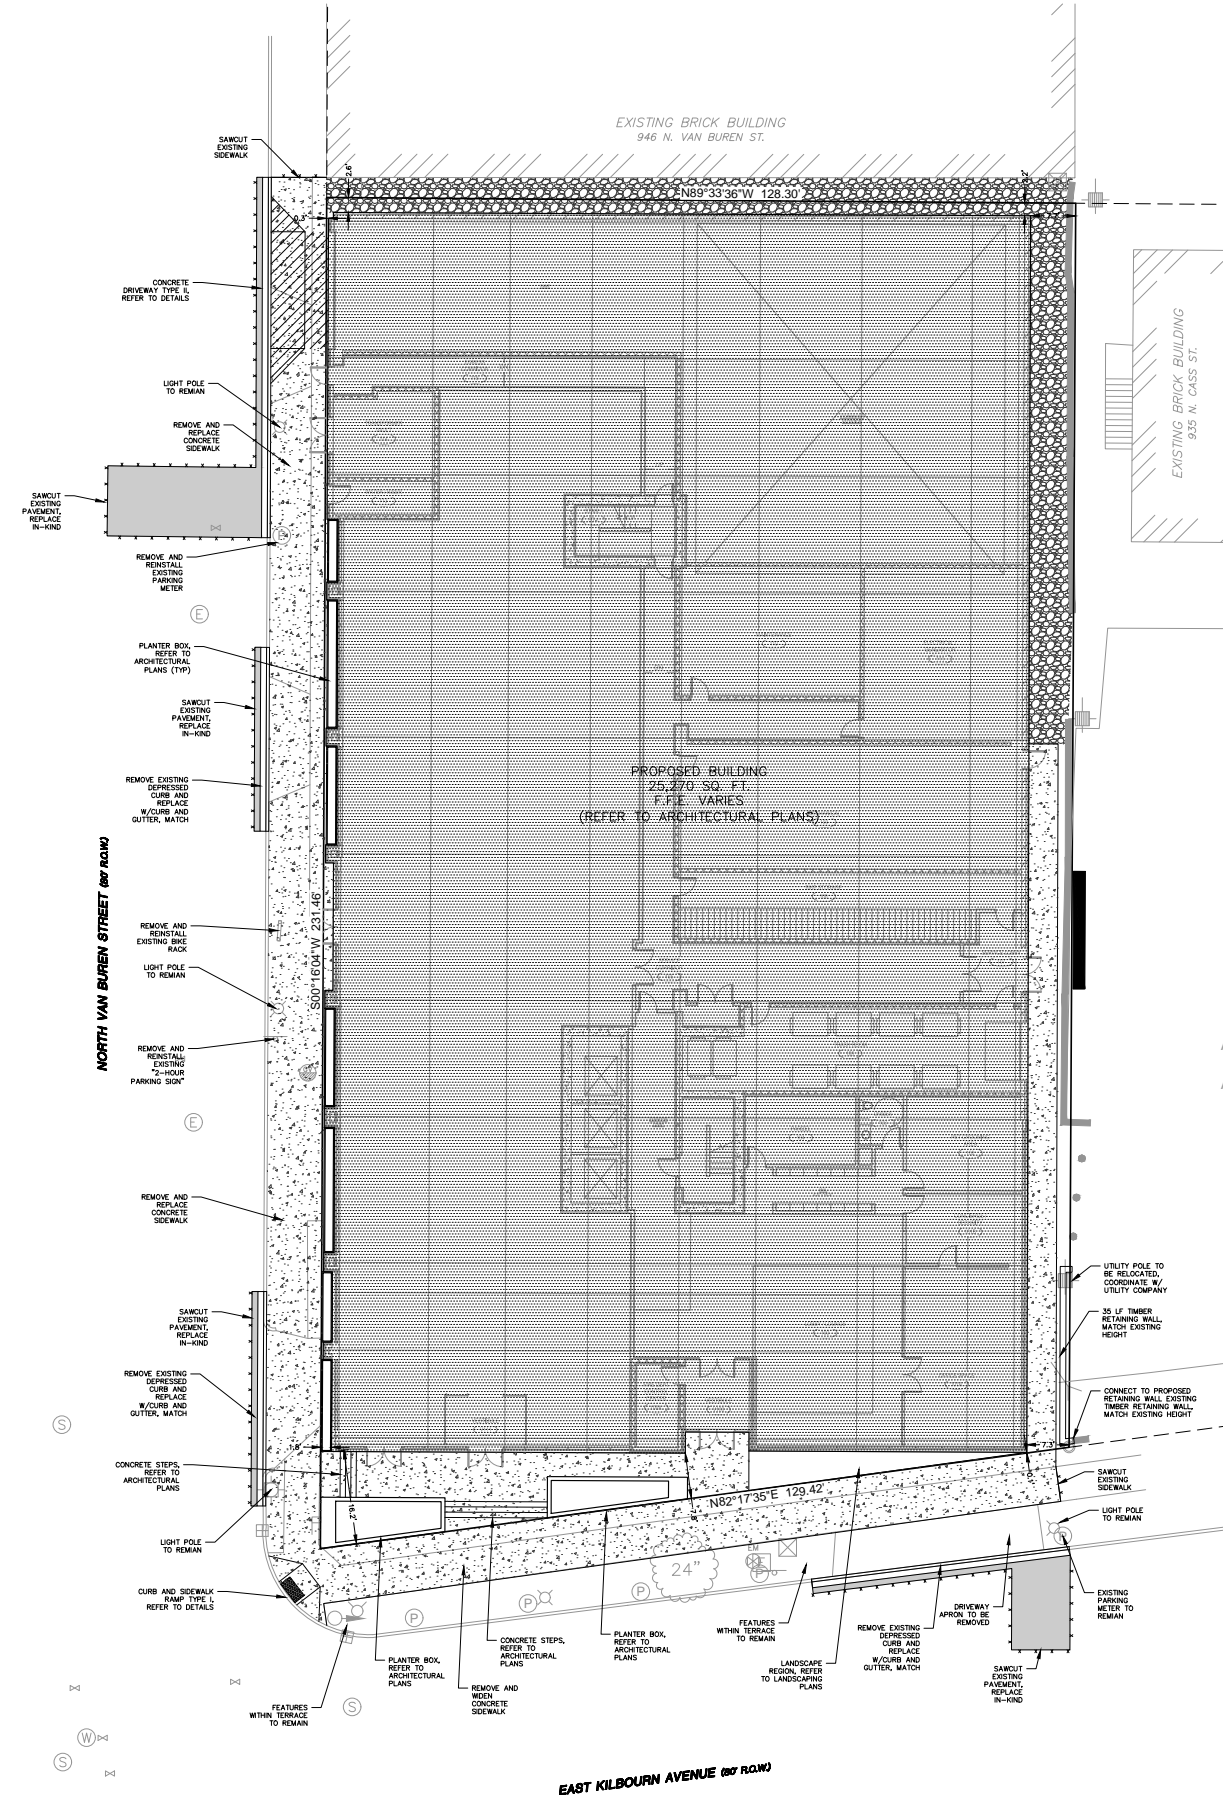 EXISTING BRICK BUILDING
946 N. VAN BUREN ST.
SAWCUT
EXISTING
SIDEWALK
2.6'
N89°33'36"W 128.30'
0.3'
CONCRETE
DRIVEWAY TYPE II,
REFER TO DETAILS
EXISTING BRICK BUILDING
935 N. CASS ST.
LIGHT POLE
TO REMIAN
REMOVE AND
REPLACE
CONCRETE
SIDEWALK
SAWCUT
EXISTING
PAVEMENT,
REPLACE
IN-KIND
REMOVE AND
REINSTALL
EXISTING
PARKING
METER
E
PLANTER BOX,
REFER TO
ARCHITECTURAL
PLANS (TYP)
SAWCUT
EXISTING
PAVEMENT,
REPLACE
IN-KIND
PROPOSED BUILDING
25,270 SQ. FT.
F.F.E. VARIES
(REFER TO ARCHITECTURAL PLANS)
REMOVE EXISTING
DEPRESSED
CURB AND
REPLACE
W/CURB AND
GUTTER, MATCH
NORTH VAN BUREN STREET (80' R.O.W.)
S00°16'04"W 231.46'
REMOVE AND
REINSTALL
EXISTING BIKE
RACK
LIGHT POLE
TO REMIAN
REMOVE AND
REINSTALL
EXISTING
"2-HOUR
PARKING SIGN"
E
REMOVE AND
REPLACE
CONCRETE
SIDEWALK
UTILITY POLE TO
BE RELOCATED,
COORDINATE W/
UTILITY COMPANY
SAWCUT
EXISTING
PAVEMENT,
REPLACE
IN-KIND
35 LF TIMBER
RETAINING WALL,
MATCH EXISTING
HEIGHT
REMOVE EXISTING
DEPRESSED
CURB AND
REPLACE
W/CURB AND
GUTTER, MATCH
CONNECT TO PROPOSED
RETAINING WALL EXISTING
TIMBER RETAINING WALL,
MATCH EXISTING HEIGHT
S
1.8'
7.3'
CONCRETE STEPS,
REFER TO
ARCHITECTURAL
PLANS
SAWCUT
EXISTING
SIDEWALK
16.2'
N82°17'35"E 129.42'
LIGHT POLE
TO REMIAN
LIGHT POLE
TO REMIAN
EM
24"
P
P
P
P
CURB AND SIDEWALK
RAMP TYPE I,
REFER TO DETAILS
EXISTING
PARKING
METER TO
REMIAN
DRIVEWAY
APRON TO BE
REMOVED
FEATURES
WITHIN TERRACE
TO REMAIN
REMOVE EXISTING
DEPRESSED
CURB AND
REPLACE
W/CURB AND
GUTTER, MATCH
PLANTER BOX,
REFER TO
ARCHITECTURAL
PLANS
CONCRETE STEPS,
REFER TO
ARCHITECTURAL
PLANS
PLANTER BOX,
REFER TO
ARCHITECTURAL
PLANS
LANDSCAPE
REGION, REFER
TO LANDSCAPING
PLANS
SAWCUT
EXISTING
PAVEMENT,
REPLACE
IN-KIND
REMOVE AND
WIDEN
CONCRETE
SIDEWALK
FEATURES
WITHIN TERRACE
TO REMAIN
S
W
S
EAST KILBOURN AVENUE (80' R.O.W.)